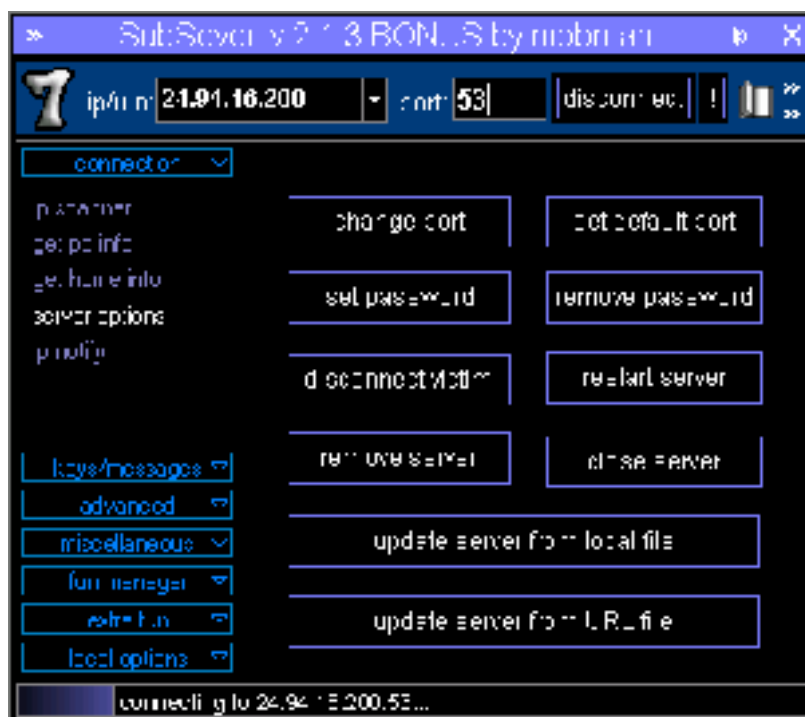 SubSeven v 2.1.3 BONUS by mobman
ip/uin: 24.94.16.200 port: 53 disconnect !
connection
ip scanner
get pc info
get home info
server options
ip notify
change port set default port
set password remove password
disconnect victim restart server
remove server close server
update server from local file
update server from URL file
keys/messages
advanced
miscellaneous
fun manager
extra fun
local options
connecting to 24.94.16.200:53...